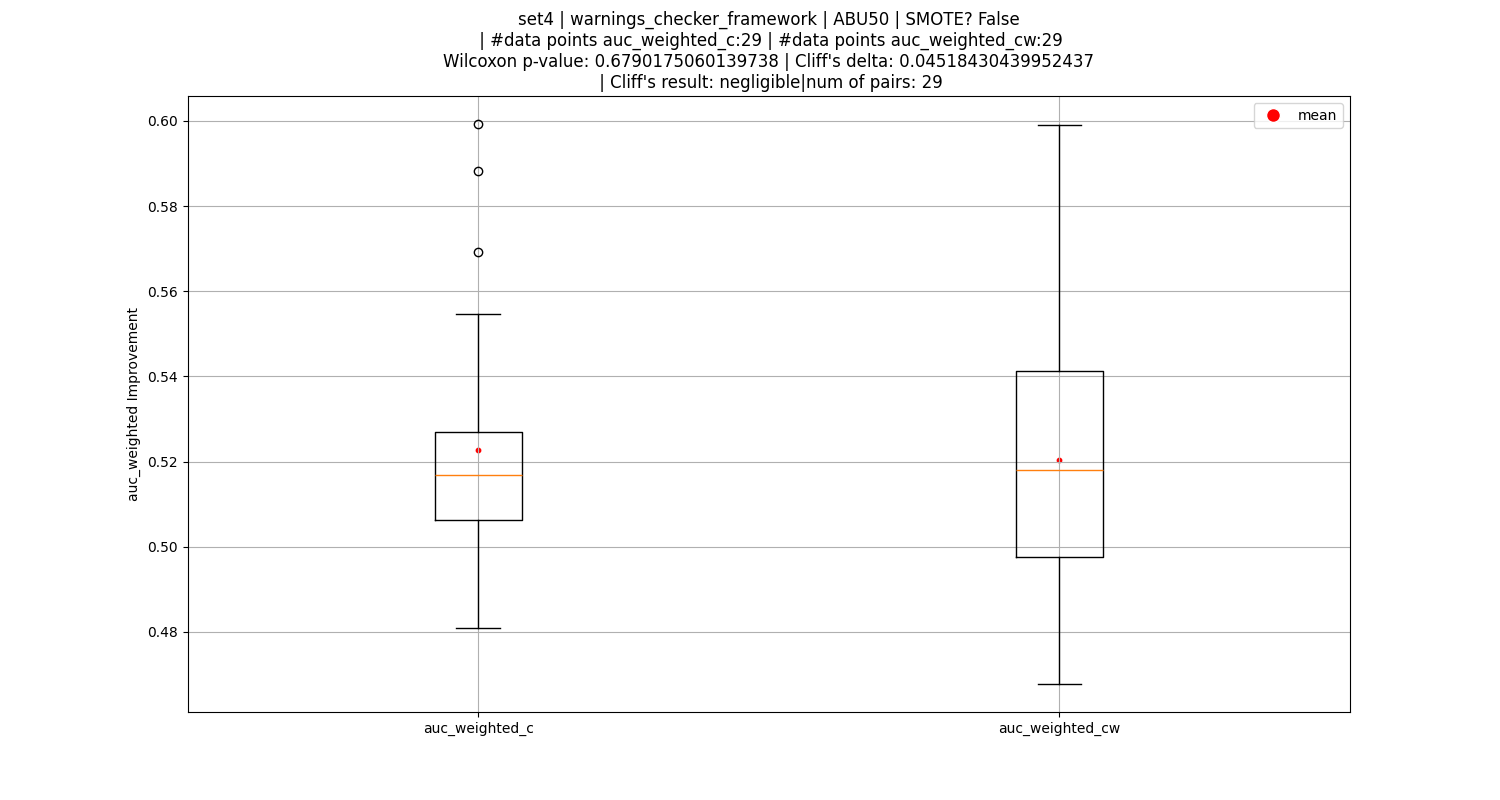 set4 | warnings_checker_framework | ABU50 | SMOTE? False
| #data points auc_weighted_c:29 | #data points auc_weighted_cw:29
Wilcoxon p-value: 0.6790175060139738 | Cliff's delta: 0.04518430439952437
| Cliff's result: negligible|num of pairs: 29
mean
0.60
0.58
0.56
0.54
0.52
0.50
0.48
auc_weighted Improvement
auc_weighted_c
auc_weighted_cw